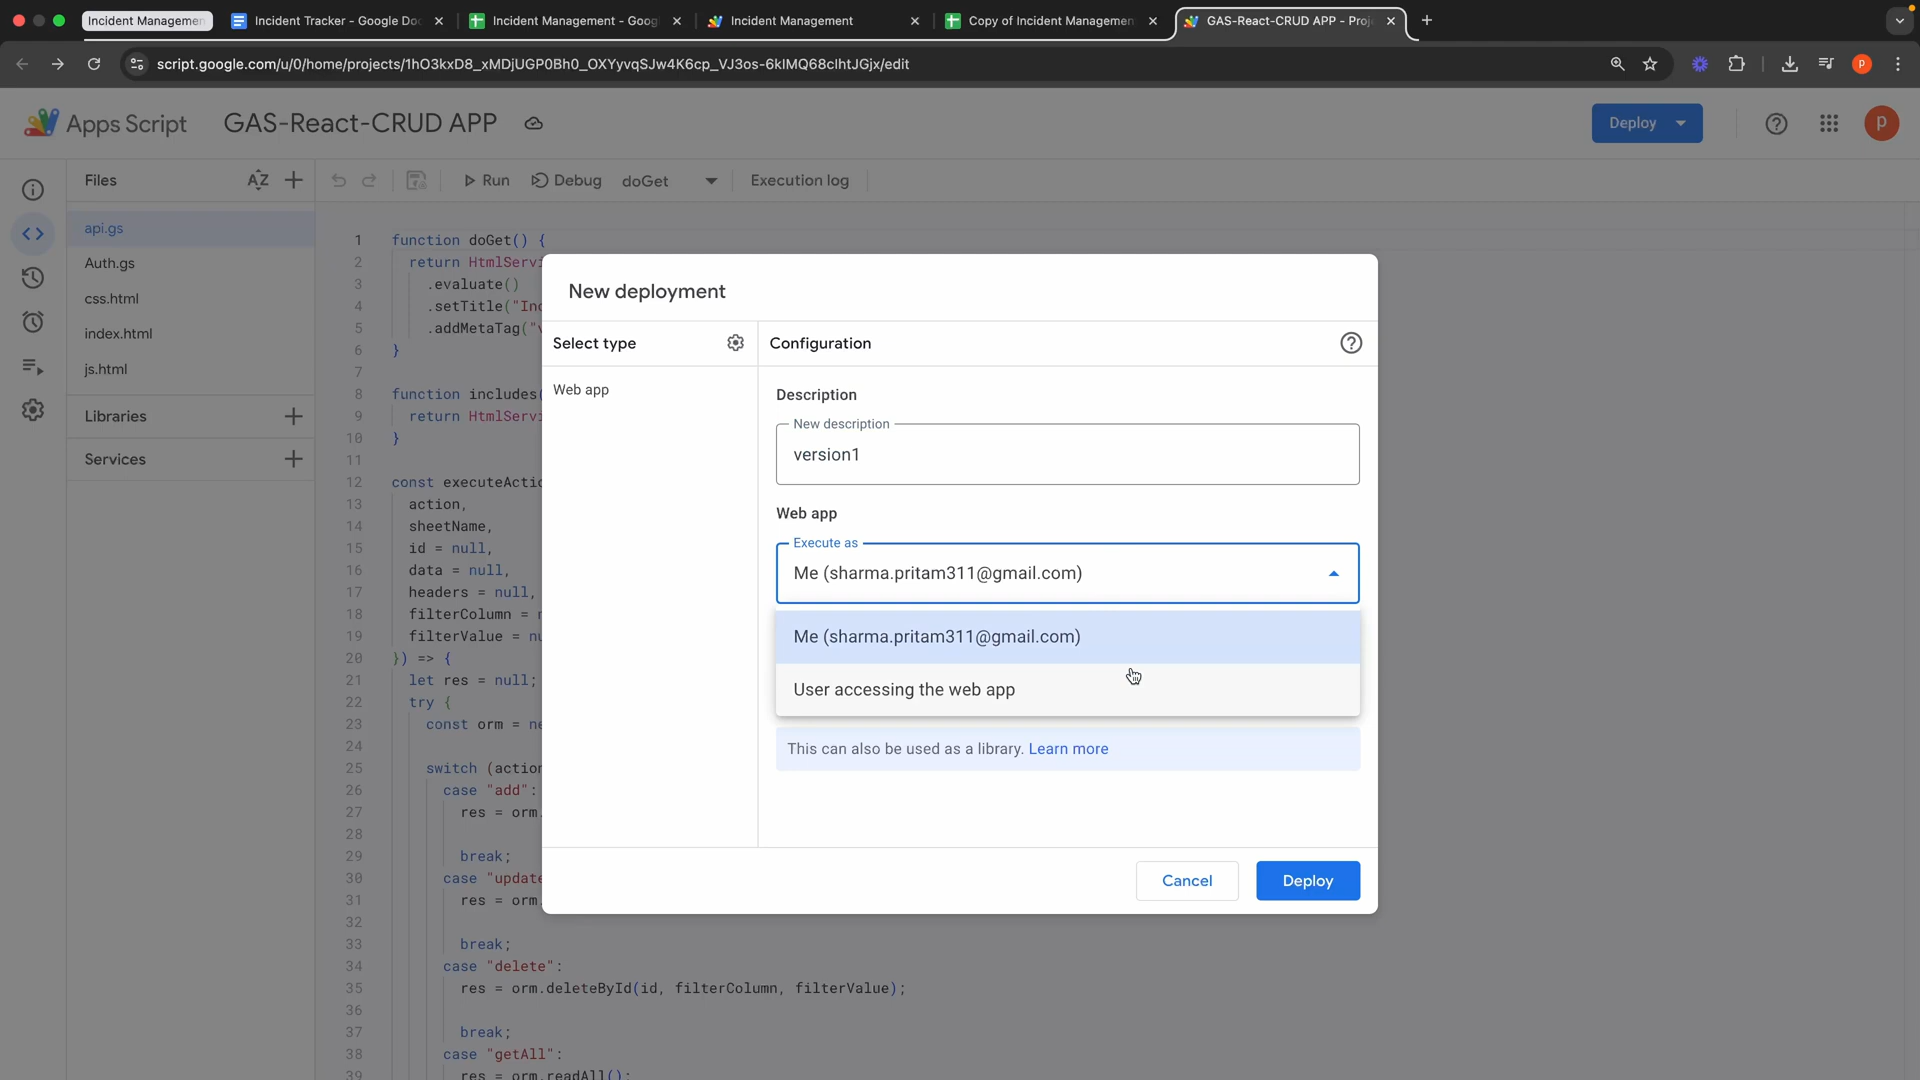 Incident Managemen
Incident Tracker - Google Do
Incident Management - Goog
Incident Management
Copy of Incident Managemen
GAS-React-CRUD APP - Proj
script.google.com/u/0/home/projects/1hO3kxD8_xMDjUGP0Bh0_OXYyvqSJw4K6cp_VJ3os-6kIMQ68clhtJGjx/edit
P
Apps Script
GAS-React-CRUD APP
Deploy
P
Files
AZ
Run
Debug
doGet
Execution log
api.gs
Auth.gs
css.html
index.html
js.html
Libraries
Services
1 function doGet() {
2 return HtmlServi
3 .evaluate()
4 .setTitle("Inc
5 .addMetaTag("v
6 }
7
8 function includes(
9 return HtmlServi
10 }
11
12 const executeActio
13 action,
14 sheetName,
15 id = null,
16 data = null,
17 headers = null,
18 filterColumn = n
19 filterValue = nu
20 }) => {
21 let res = null;
22 try {
23 const orm = ne
24
25 switch (action
26 case "add":
27 res = orm.
28
29 break;
30 case "update
31 res = orm.
32
33 break;
34 case "delete":
35 res = orm.deleteById(id, filterColumn, filterValue);
36
37 break;
38 case "getAll":
39 res = orm.readAll();
New deployment
Select type
Configuration
Web app
Description
New description
version1
Web app
Execute as
Me (sharma.pritam311@gmail.com)
Me (sharma.pritam311@gmail.com)
User accessing the web app
This can also be used as a library. Learn more
Cancel
Deploy